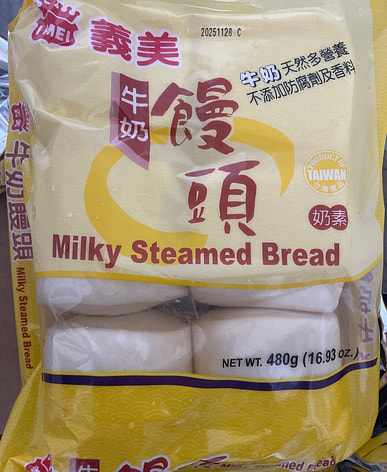 義美
20251128 C
牛奶天然多營養
不添加防腐劑及香料
牛奶
饅頭
PRODUCT OF
TAIWAN
奶素
Milky Steamed Bread
牛奶饅頭
Milky Steamed Bread
NET WT. 480g (16.93 oz.)